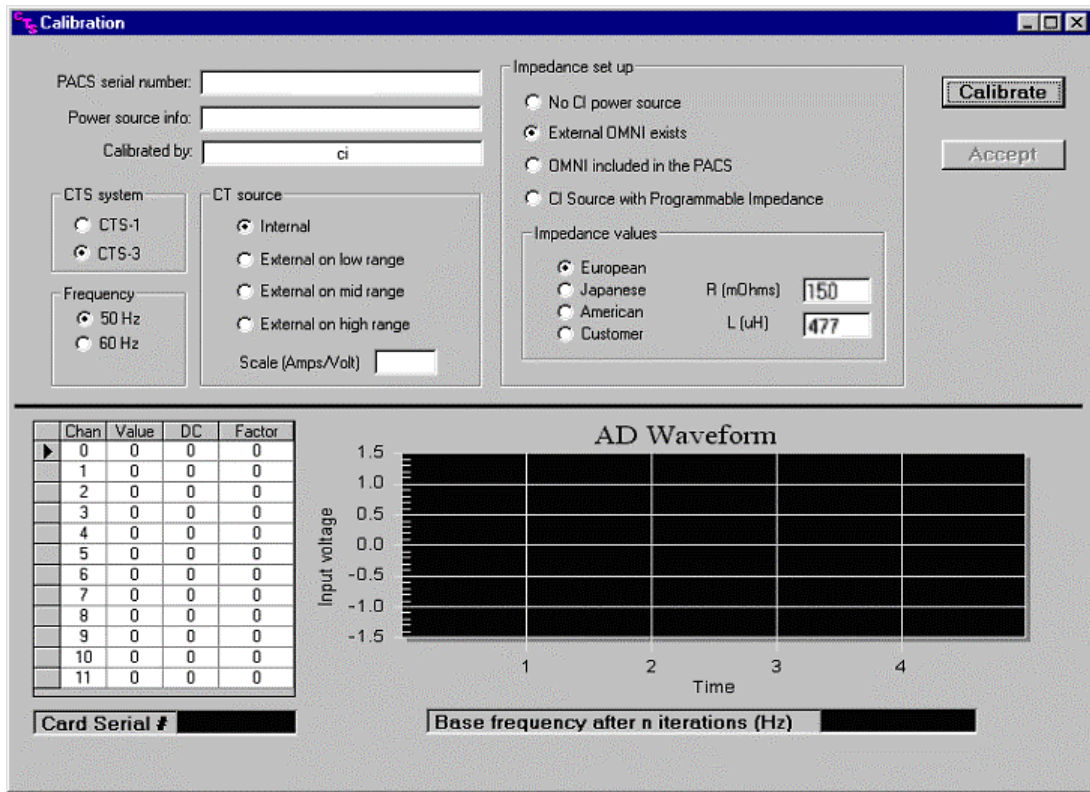 CTS Calibration
PACS serial number:
Power source info:
Calibrated by: ci
CTS system
CTS-1
CTS-3
Frequency
50 Hz
60 Hz
CT source
Internal
External on low range
External on mid range
External on high range
Scale (Amps/Volt)
Impedance set up
No CI power source
External OMNI exists
OMNI included in the PACS
CI Source with Programmable Impedance
Impedance values
European
Japanese
American
Customer
R (mOhms) 150
L (uH) 477
Calibrate
Accept
Chan Value DC Factor
0 0 0 0
1 0 0 0
2 0 0 0
3 0 0 0
4 0 0 0
5 0 0 0
6 0 0 0
7 0 0 0
8 0 0 0
9 0 0 0
10 0 0 0
11 0 0 0
Card Serial #
AD Waveform
Input voltage
1.5
1.0
0.5
0.0
-0.5
-1.0
-1.5
1 2 3 4
Time
Base frequency after n iterations (Hz)